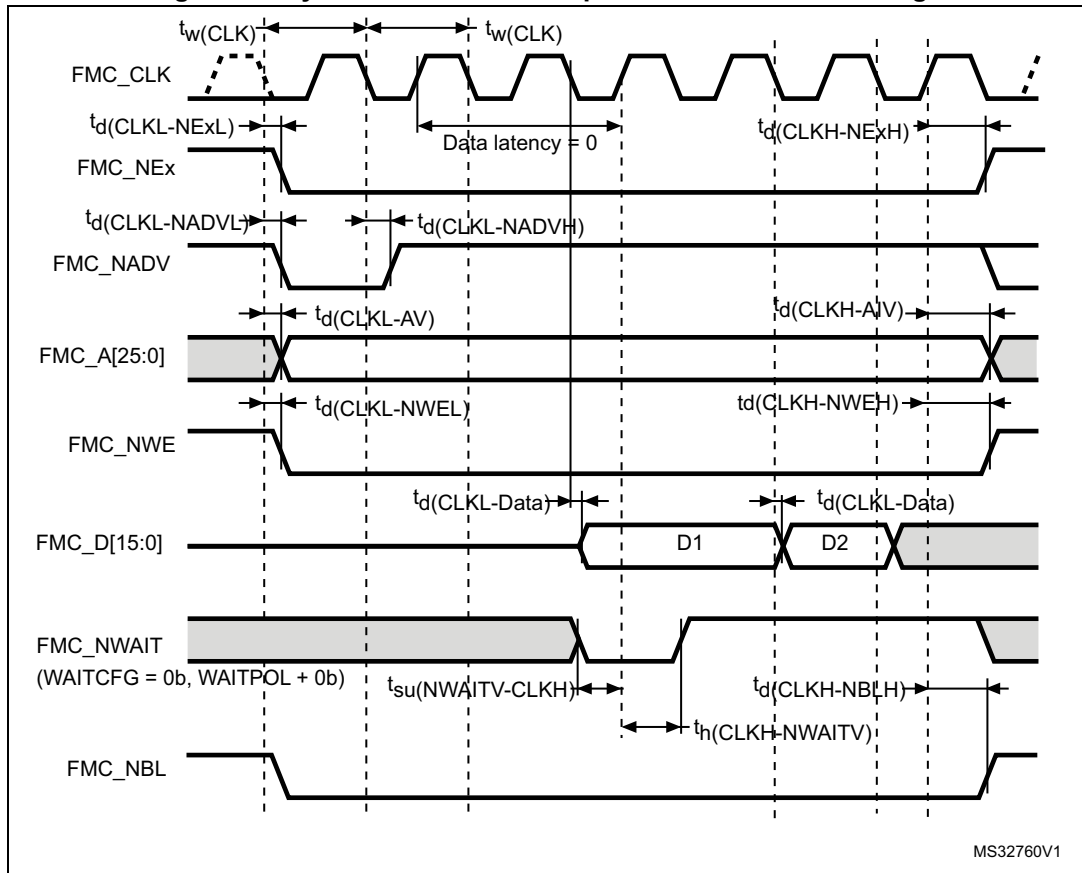 tw(CLK) tw(CLK)
FMC_CLK
td(CLKL-NExL) Data latency = 0 td(CLKH-NExH)
FMC_NEx
td(CLKL-NADVL) td(CLKL-NADVH)
FMC_NADV
td(CLKL-AV) td(CLKH-AIV)
FMC_A[25:0]
td(CLKL-NWEL) td(CLKH-NWEH)
FMC_NWE
td(CLKL-Data) td(CLKL-Data)
FMC_D[15:0] D1 D2
FMC_NWAIT
(WAITCFG = 0b, WAITPOL + 0b)
tsu(NWAITV-CLKH) td(CLKH-NBLH)
th(CLKH-NWAITV)
FMC_NBL
MS32760V1